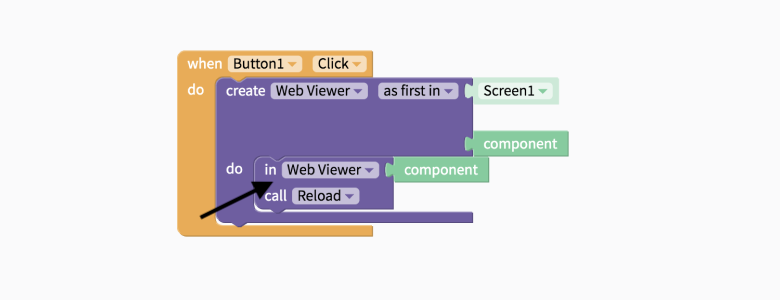 when Button1 Click
do create Web Viewer as first in Screen1
component
do in Web Viewer component
call Reload